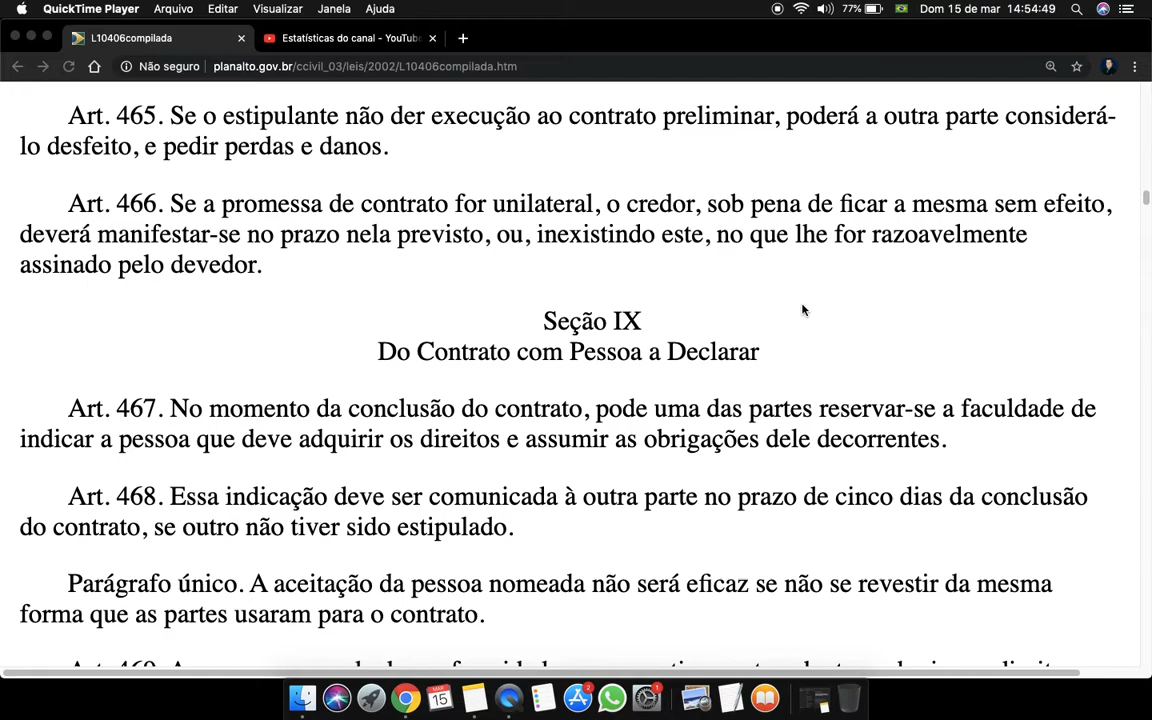 QuickTime Player Arquivo Editar Visualizar Janela Ajuda 77% Dom 15 de mar 14:54:49
L10406compilada Estatísticas do canal - YouTube
Não seguro planalto.gov.br/ccivil_03/leis/2002/L10406compilada.htm
Art. 465. Se o estipulante não der execução ao contrato preliminar, poderá a outra parte considerá-
lo desfeito, e pedir perdas e danos.
Art. 466. Se a promessa de contrato for unilateral, o credor, sob pena de ficar a mesma sem efeito,
deverá manifestar-se no prazo nela previsto, ou, inexistindo este, no que lhe for razoavelmente
assinado pelo devedor.
Seção IX
Do Contrato com Pessoa a Declarar
Art. 467. No momento da conclusão do contrato, pode uma das partes reservar-se a faculdade de
indicar a pessoa que deve adquirir os direitos e assumir as obrigações dele decorrentes.
Art. 468. Essa indicação deve ser comunicada à outra parte no prazo de cinco dias da conclusão
do contrato, se outro não tiver sido estipulado.
Parágrafo único. A aceitação da pessoa nomeada não será eficaz se não se revestir da mesma
forma que as partes usaram para o contrato.
MAR
15 2 1